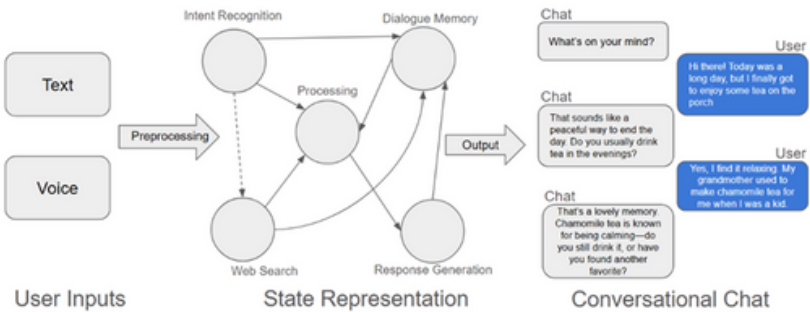 Text
Voice
User Inputs
Preprocessing
Intent Recognition
Dialogue Memory
Processing
Web Search
Response Generation
State Representation
Output
Chat
What's on your mind?
User
Hi there! Today was a
long day, but I finally got
to enjoy some tea on the
porch
Chat
That sounds like a
peaceful way to end the
day. Do you usually drink
tea in the evenings?
User
Yes, I find it relaxing. My
grandmother used to
make chamomile tea for
me when I was a kid.
Chat
That's a lovely memory.
Chamomile tea is known
for being calming—do
you still drink it, or have
you found another
favorite?
Conversational Chat